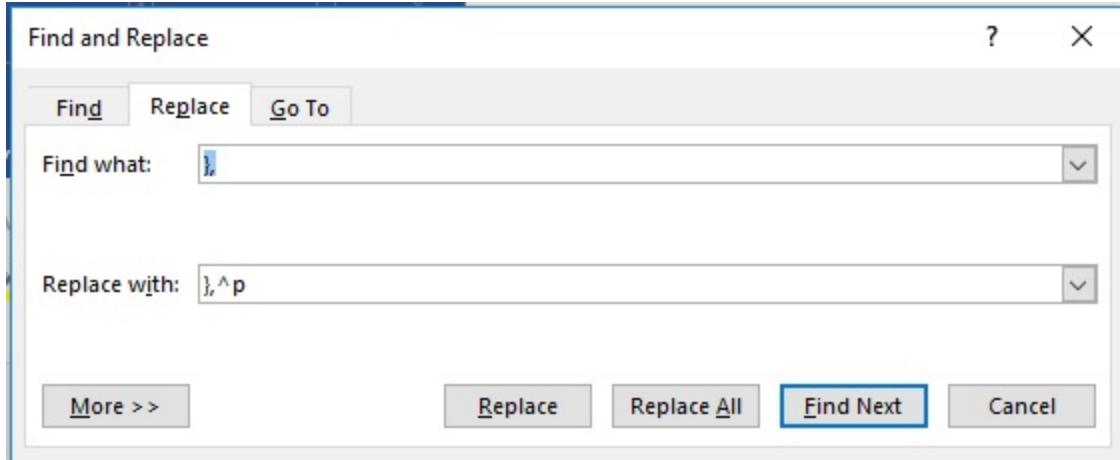 Find and Replace ?
Find Replace Go To
Find what: },
Replace with: },^p
More >> Replace Replace All Find Next Cancel